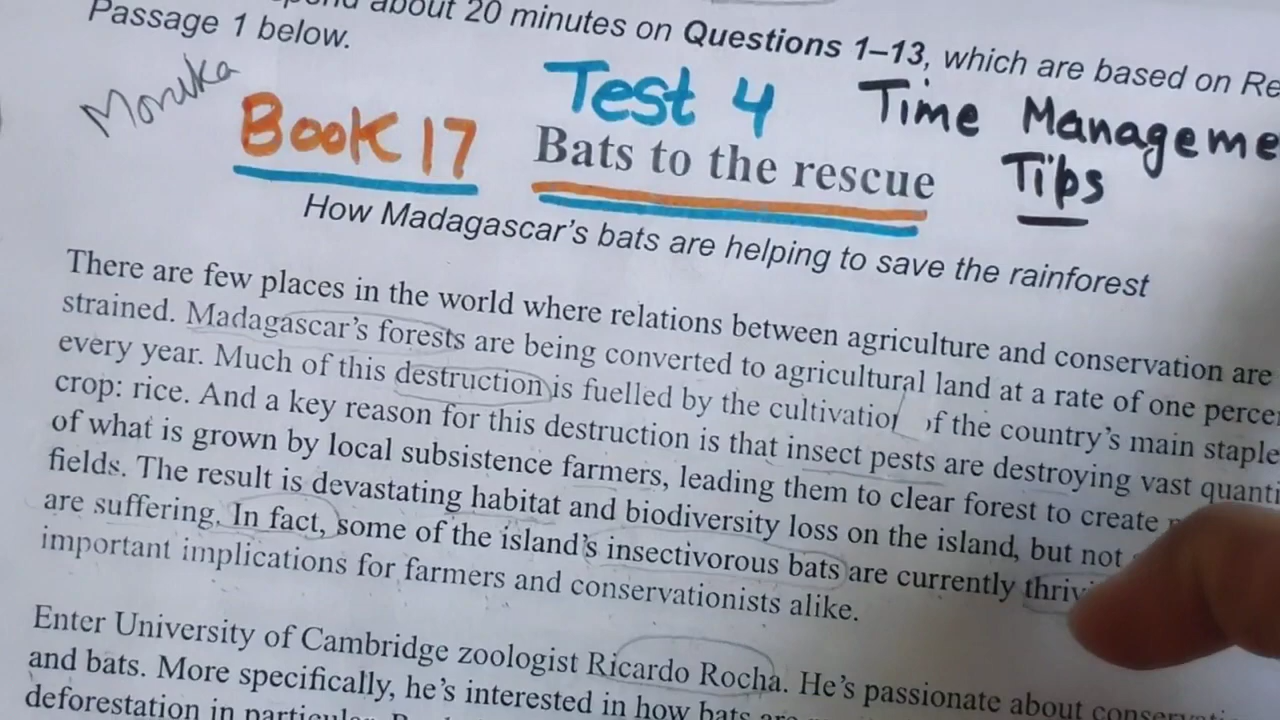 about 20 minutes on Questions 1–13, which are based on Re
Passage 1 below.
Monika
Book 17
Test 4
Time Manageme
Tips
Bats to the rescue
How Madagascar's bats are helping to save the rainforest
There are few places in the world where relations between agriculture and conservation are
strained. Madagascar's forests are being converted to agricultural land at a rate of one perce
every year. Much of this destruction is fuelled by the cultivatio of the country's main staple
crop: rice. And a key reason for this destruction is that insect pests are destroying vast quanti
of what is grown by local subsistence farmers, leading them to clear forest to create
fields. The result is devastating habitat and biodiversity loss on the island, but not
are suffering. In fact, some of the island's insectivorous bats are currently thriv
important implications for farmers and conservationists alike.
Enter University of Cambridge zoologist Ricardo Rocha. He's passionate about conserv
and bats. More specifically, he's interested in how bats are
deforestation in particular.